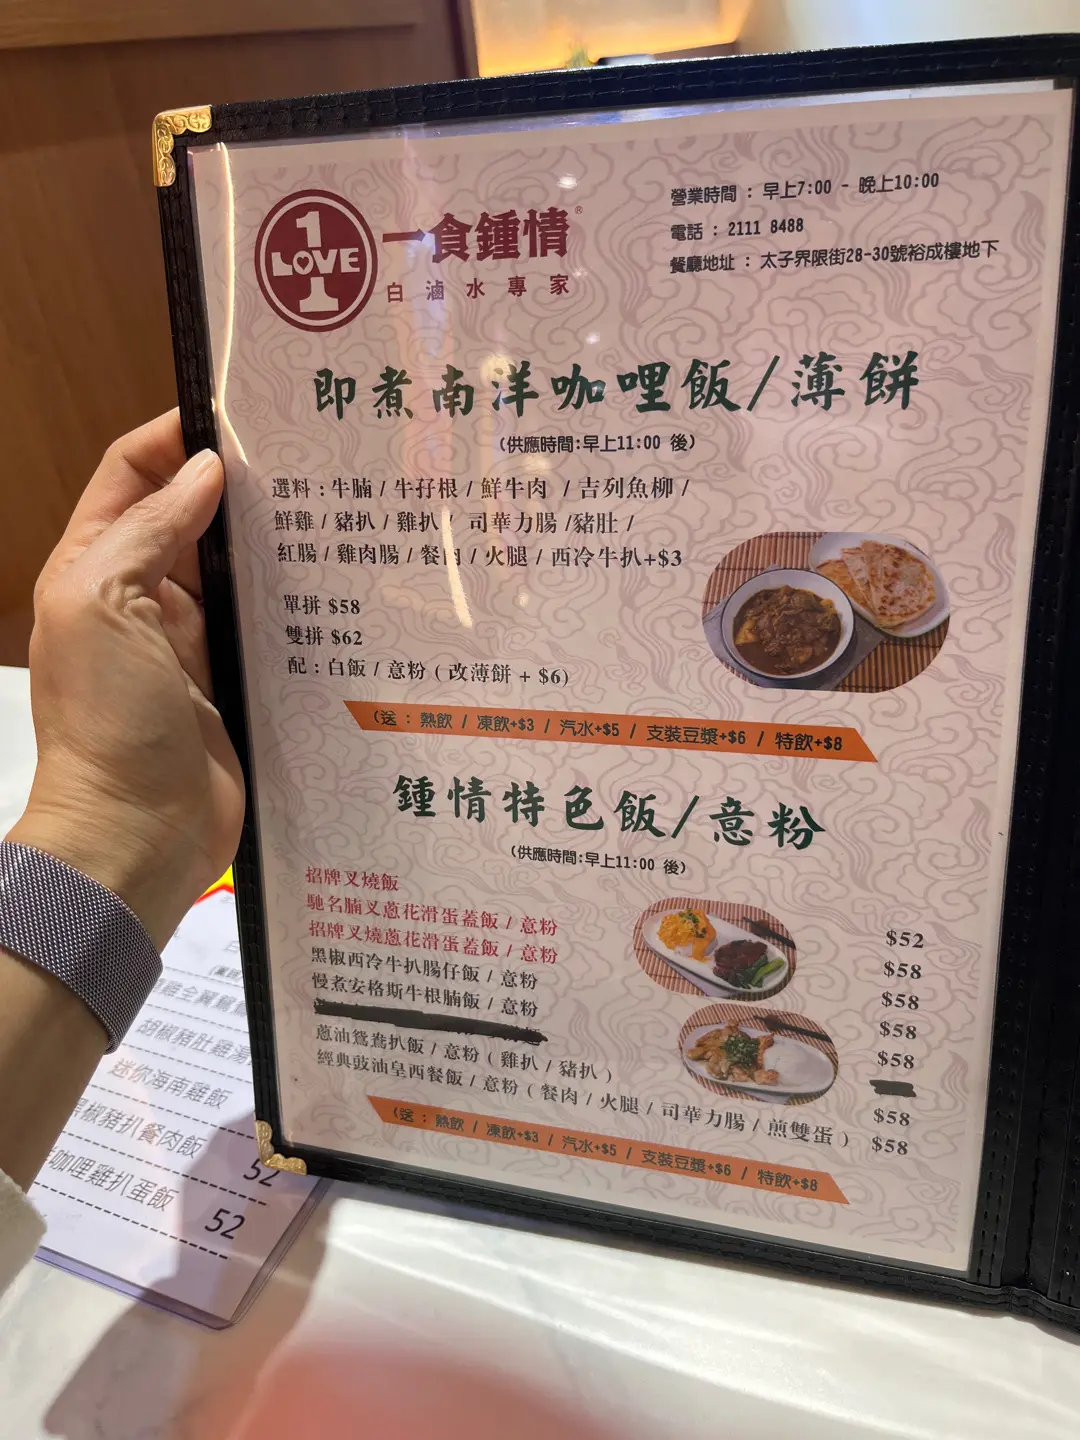 1
LOVE
1
一食鍾情®
白滷水專家
營業時間 : 早上7:00 - 晚上10:00
電話 : 2111 8488
餐廳地址 : 太子界限街28-30號裕成樓地下
即煮南洋咖哩飯/薄餅
(供應時間:早上11:00 後)
選料 : 牛腩 / 牛孖根 / 鮮牛肉 / 吉列魚柳 /
鮮雞 / 豬扒 / 雞扒 / 司華力腸 /豬肚 /
紅腸 / 雞肉腸 / 餐肉 / 火腿 / 西冷牛扒+$3
單拼 $58
雙拼 $62
配 : 白飯 / 意粉 ( 改薄餅 + $6)
(送 : 熱飲 / 凍飲+$3 / 汽水+$5 / 支裝豆漿+$6 / 特飲+$8
鍾情特色飯/意粉
(供應時間:早上11:00 後)
招牌叉燒飯 $52
馳名腩叉蔥花滑蛋蓋飯 / 意粉 $58
招牌叉燒蔥花滑蛋蓋飯 / 意粉 $58
黑椒西冷牛扒腸仔飯 / 意粉 $58
慢煮安格斯牛根腩飯 / 意粉 $58
蔥油鴛鴦扒飯 / 意粉 ( 雞扒 / 豬扒 ) $58
經典豉油皇西餐飯 / 意粉 ( 餐肉 / 火腿 / 司華力腸 / 煎雙蛋 ) $58
(送 : 熱飲 / 凍飲+$3 / 汽水+$5 / 支裝豆漿+$6 / 特飲+$8
胡椒豬肚雞湯
迷你海南雞飯
椒豬扒餐肉飯 52
咖哩雞扒蛋飯 52